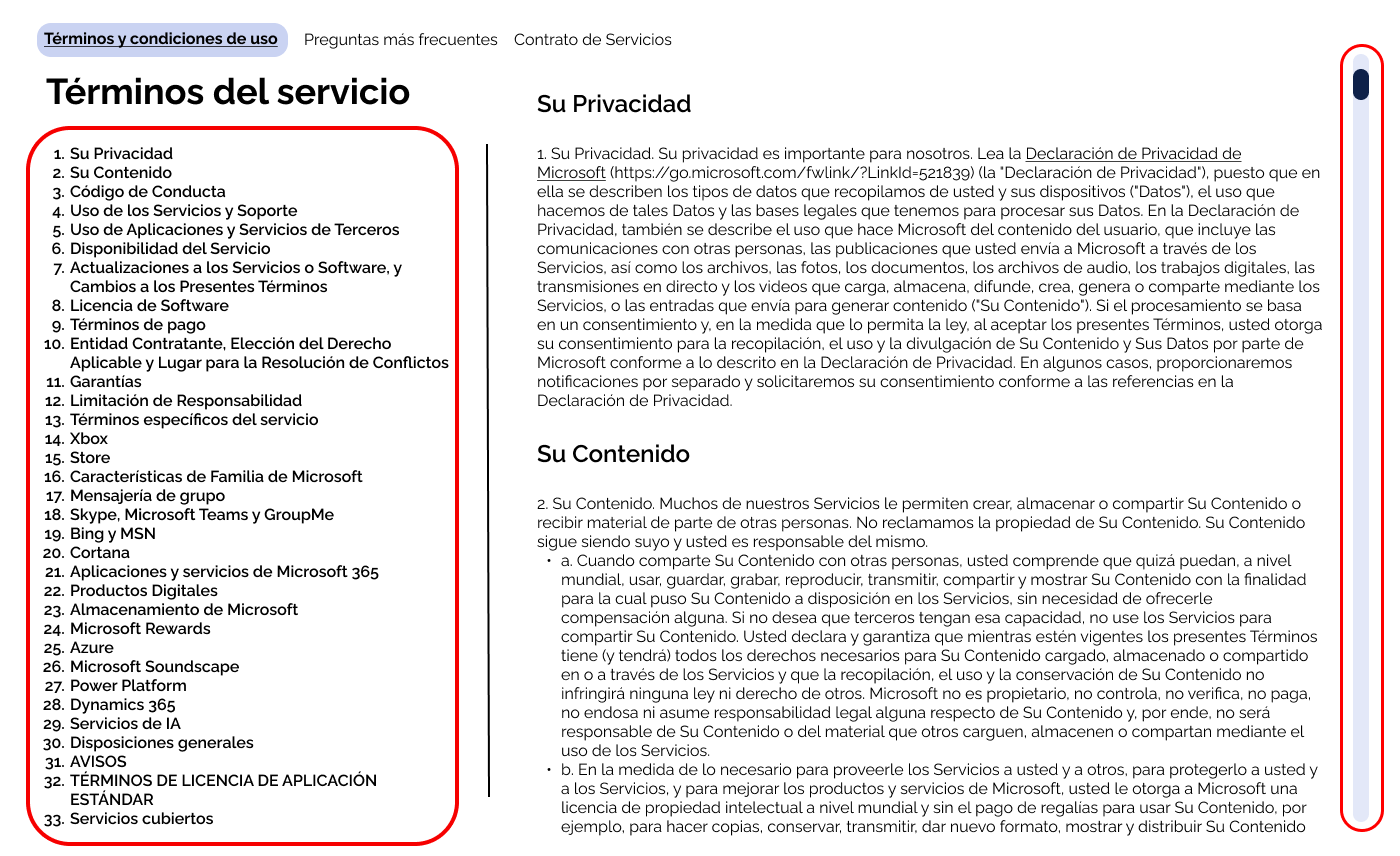 Términos y condiciones de uso Preguntas más frecuentes Contrato de Servicios
Términos del servicio
1. Su Privacidad
2. Su Contenido
3. Código de Conducta
4. Uso de los Servicios y Soporte
5. Uso de Aplicaciones y Servicios de Terceros
6. Disponibilidad del Servicio
7. Actualizaciones a los Servicios o Software, y
Cambios a los Presentes Términos
8. Licencia de Software
9. Términos de pago
10. Entidad Contratante, Elección del Derecho
Aplicable y Lugar para la Resolución de Conflictos
11. Garantías
12. Limitación de Responsabilidad
13. Términos específicos del servicio
14. Xbox
15. Store
16. Características de Familia de Microsoft
17. Mensajería de grupo
18. Skype, Microsoft Teams y GroupMe
19. Bing y MSN
20. Cortana
21. Aplicaciones y servicios de Microsoft 365
22. Productos Digitales
23. Almacenamiento de Microsoft
24. Microsoft Rewards
25. Azure
26. Microsoft Soundscape
27. Power Platform
28. Dynamics 365
29. Servicios de IA
30. Disposiciones generales
31. AVISOS
32. TÉRMINOS DE LICENCIA DE APLICACIÓN
ESTÁNDAR
33. Servicios cubiertos
Su Privacidad
1. Su Privacidad. Su privacidad es importante para nosotros. Lea la Declaración de Privacidad de
Microsoft (https://go.microsoft.com/fwlink/?LinkId=521839) (la "Declaración de Privacidad"), puesto que en
ella se describen los tipos de datos que recopilamos de usted y sus dispositivos ("Datos"), el uso que
hacemos de tales Datos y las bases legales que tenemos para procesar sus Datos. En la Declaración de
Privacidad, también se describe el uso que hace Microsoft del contenido del usuario, que incluye las
comunicaciones con otras personas, las publicaciones que usted envía a Microsoft a través de los
Servicios, así como los archivos, las fotos, los documentos, los archivos de audio, los trabajos digitales, las
transmisiones en directo y los videos que carga, almacena, difunde, crea, genera o comparte mediante los
Servicios, o las entradas que envía para generar contenido ("Su Contenido"). Si el procesamiento se basa
en un consentimiento y, en la medida que lo permita la ley, al aceptar los presentes Términos, usted otorga
su consentimiento para la recopilación, el uso y la divulgación de Su Contenido y Sus Datos por parte de
Microsoft conforme a lo descrito en la Declaración de Privacidad. En algunos casos, proporcionaremos
notificaciones por separado y solicitaremos su consentimiento conforme a las referencias en la
Declaración de Privacidad.
Su Contenido
2. Su Contenido. Muchos de nuestros Servicios le permiten crear, almacenar o compartir Su Contenido o
recibir material de parte de otras personas. No reclamamos la propiedad de Su Contenido. Su Contenido
sigue siendo suyo y usted es responsable del mismo.
• a. Cuando comparte Su Contenido con otras personas, usted comprende que quizá puedan, a nivel
mundial, usar, guardar, grabar, reproducir, transmitir, compartir y mostrar Su Contenido con la finalidad
para la cual puso Su Contenido a disposición en los Servicios, sin necesidad de ofrecerle
compensación alguna. Si no desea que terceros tengan esa capacidad, no use los Servicios para
compartir Su Contenido. Usted declara y garantiza que mientras estén vigentes los presentes Términos
tiene (y tendrá) todos los derechos necesarios para Su Contenido cargado, almacenado o compartido
en o a través de los Servicios y que la recopilación, el uso y la conservación de Su Contenido no
infringirá ninguna ley ni derecho de otros. Microsoft no es propietario, no controla, no verifica, no paga,
no endosa ni asume responsabilidad legal alguna respecto de Su Contenido y, por ende, no será
responsable de Su Contenido o del material que otros carguen, almacenen o compartan mediante el
uso de los Servicios.
• b. En la medida de lo necesario para proveerle los Servicios a usted y a otros, para protegerlo a usted y
a los Servicios, y para mejorar los productos y servicios de Microsoft, usted le otorga a Microsoft una
licencia de propiedad intelectual a nivel mundial y sin el pago de regalías para usar Su Contenido, por
ejemplo, para hacer copias, conservar, transmitir, dar nuevo formato, mostrar y distribuir Su Contenido